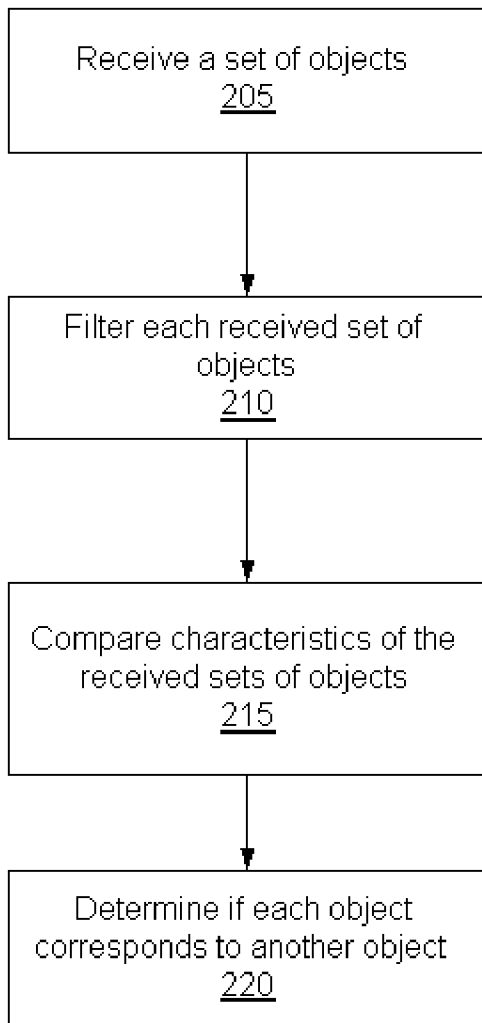 Receive a set of objects
205
Filter each received set of
objects
210
Compare characteristics of the
received sets of objects
215
Determine if each object
corresponds to another object
220